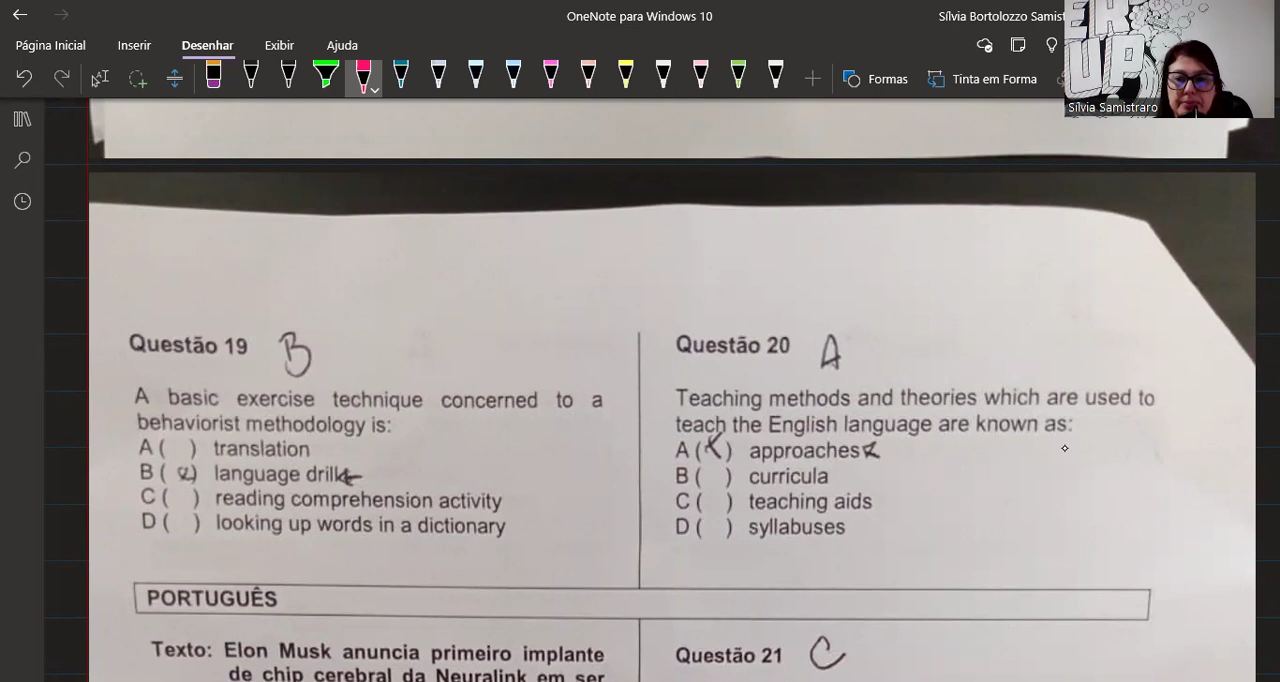 OneNote para Windows 10
Sílvia Bortolozzo Samist
Página Inicial
Inserir
Desenhar
Exibir
Ajuda
Formas
Tinta em Forma
ER
UP
Sílvia Samistraro
Questão 19 B
A basic exercise technique concerned to a
behaviorist methodology is:
A ( ) translation
B ( x ) language drill
C ( ) reading comprehension activity
D ( ) looking up words in a dictionary
Questão 20 A
Teaching methods and theories which are used to
teach the English language are known as:
A ( x ) approaches
B ( ) curricula
C ( ) teaching aids
D ( ) syllabuses
PORTUGUÊS
Texto: Elon Musk anuncia primeiro implante
de chip cerebral da Neuralink em ser
Questão 21 C